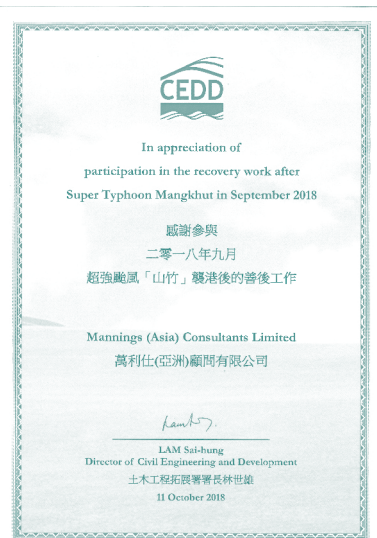 CEDD
In appreciation of
participation in the recovery work after
Super Typhoon Mangkhut in September 2018
感謝參與
二零一八年九月
超強颱風「山竹」襲港後的善後工作
Mannings (Asia) Consultants Limited
萬利仕(亞洲)顧問有限公司
LAM Sai-hung
Director of Civil Engineering and Development
土木工程拓展署署長林世雄
11 October 2018